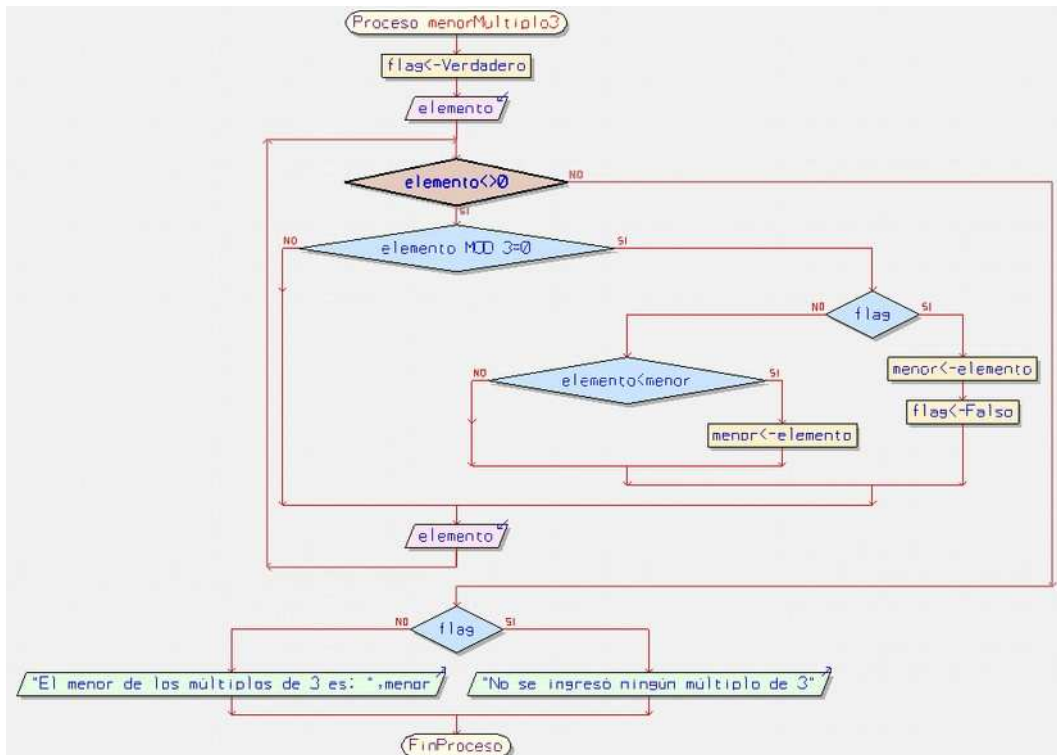 Proceso menorMultiplo3
flag<-Verdadero
elemento
elemento<>0
NO
SI
elemento MOD 3=0
NO
SI
flag
NO
SI
elemento<menor
NO
SI
menor<-elemento
flag<-Falso
menor<-elemento
elemento
flag
NO
SI
"El menor de los múltiplos de 3 es: ",menor
"No se ingresó ningún múltiplo de 3"
FinProceso